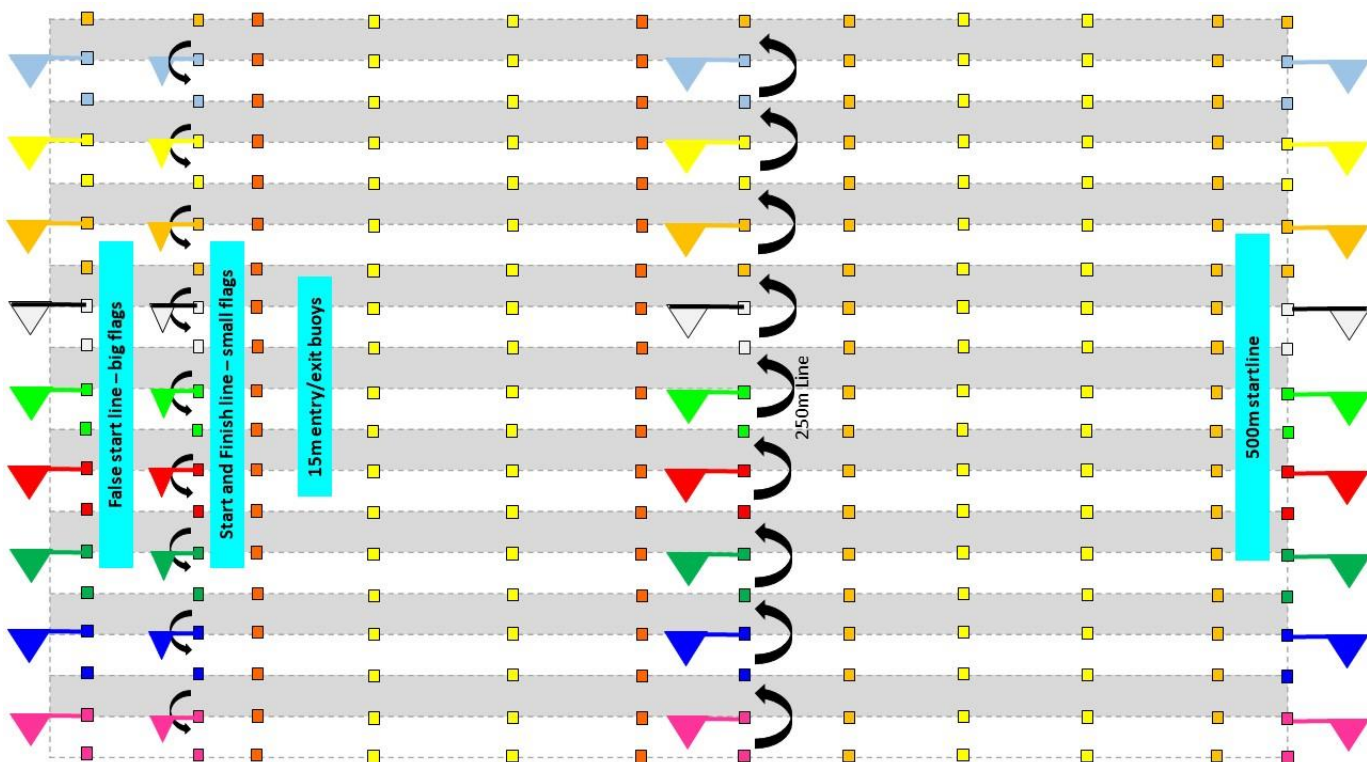 False start line – big flags
Start and Finish line – small flags
15m entry/exit buoys
250m Line
500m startline